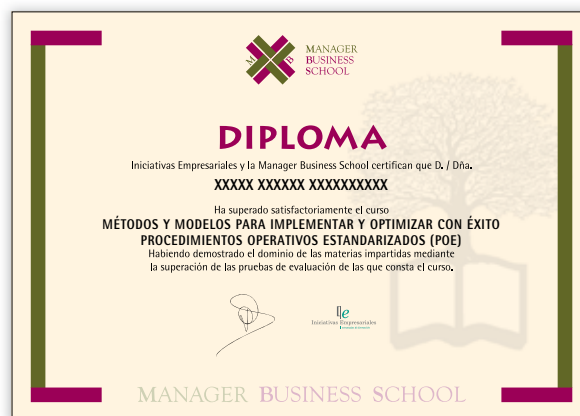 M B
MANAGER
BUSINESS
SCHOOL
DIPLOMA
Iniciativas Empresariales y la Manager Business School certifican que D. / Dña.
XXXXX XXXXXX XXXXXXXXXX
Ha superado satisfactoriamente el curso
MÉTODOS Y MODELOS PARA IMPLEMENTAR Y OPTIMIZAR CON ÉXITO
PROCEDIMIENTOS OPERATIVOS ESTANDARIZADOS (POE)
Habiendo demostrado el dominio de las materias impartidas mediante
la superación de las pruebas de evaluación de las que consta el curso.
Ie
Iniciativas Empresariales
MANAGER BUSINESS SCHOOL